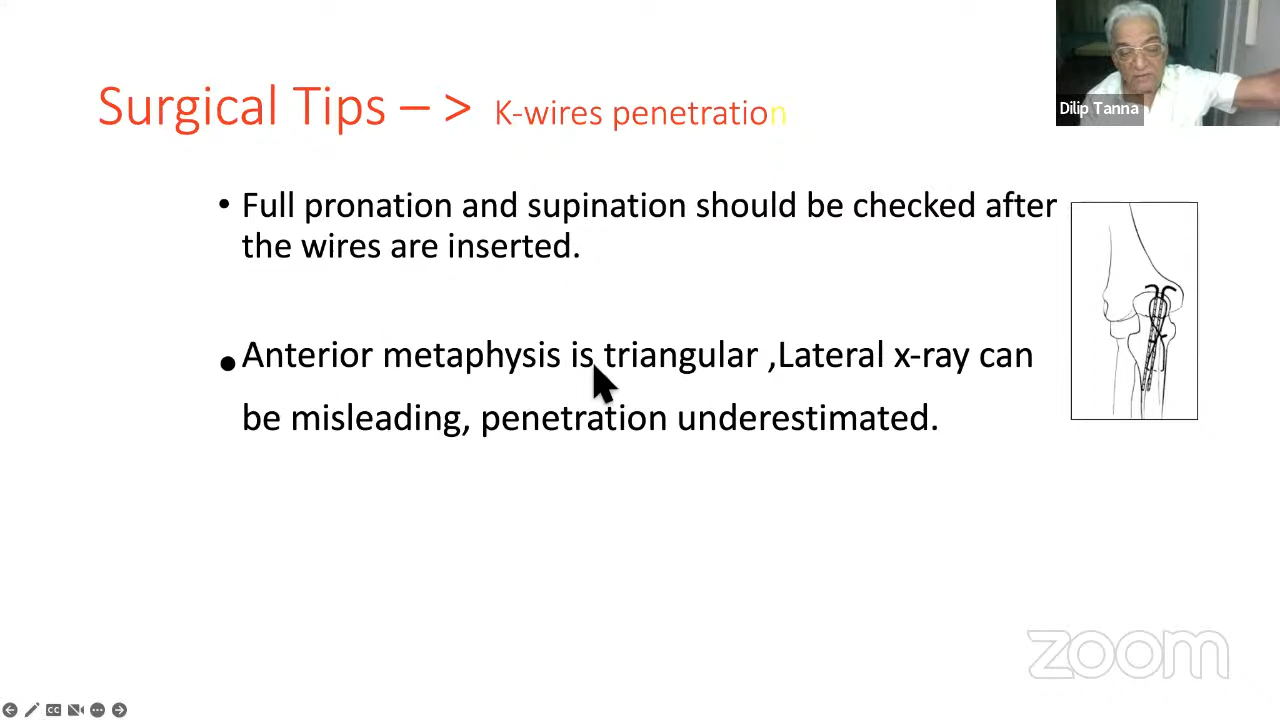 Surgical Tips – > K-wires penetration
Dilip Tanna
• Full pronation and supination should be checked after
the wires are inserted.
• Anterior metaphysis is triangular ,Lateral x-ray can
be misleading, penetration underestimated.
zoom
CC